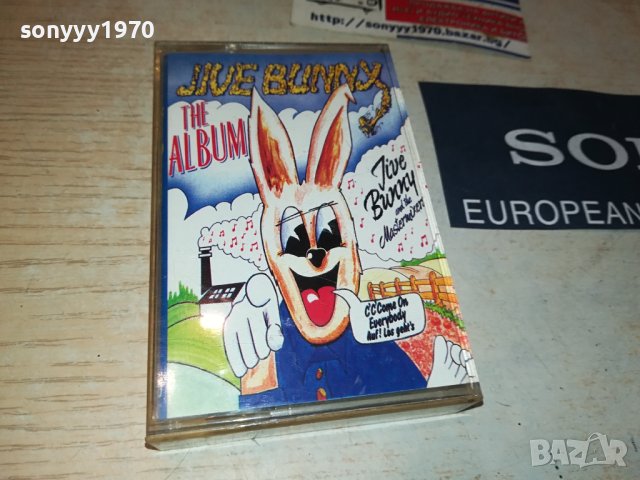 sonyyy1970
http://sonyyy1970.bazar.bg/
JIVE BUNNY
THE
ALBUM
Jive
Bunny
and the
Mastermixers
C'C'Come On
Everybody
Auf! Los geht's
SO
EUROPEAN
BAZAR